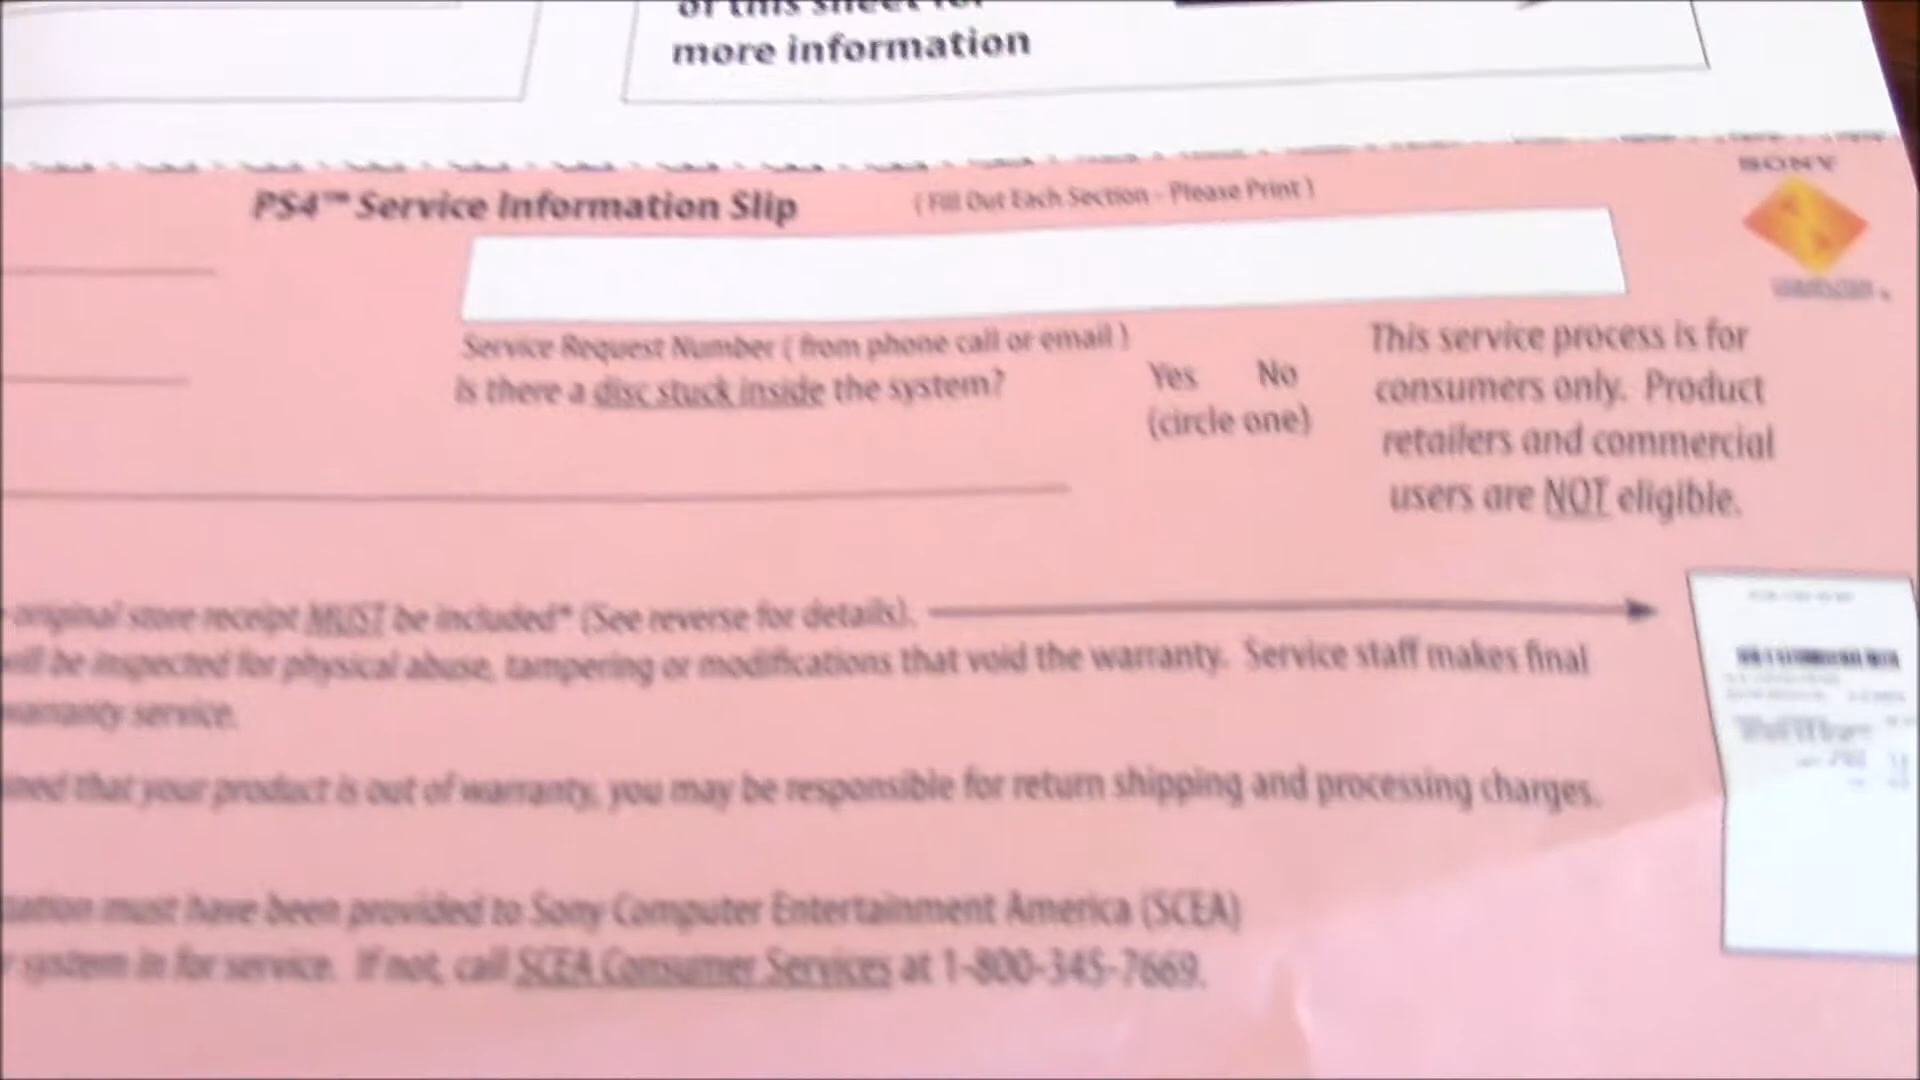 of this sheet for
more information
PS4™ Service Information Slip
( Fill Out Each Section - Please Print )
SONY
Service Request Number ( from phone call or email )
Is there a disc stuck inside the system?
Yes No
(circle one)
This service process is for
consumers only. Product
retailers and commercial
users are NOT eligible.
original store receipt MUST be included* (See reverse for details).
will be inspected for physical abuse, tampering or modifications that void the warranty. Service staff makes final
warranty service.
ned that your product is out of warranty, you may be responsible for return shipping and processing charges.
ation must have been provided to Sony Computer Entertainment America (SCEA)
system in for service. If not, call SCEA Consumer Services at 1-800-345-7669.